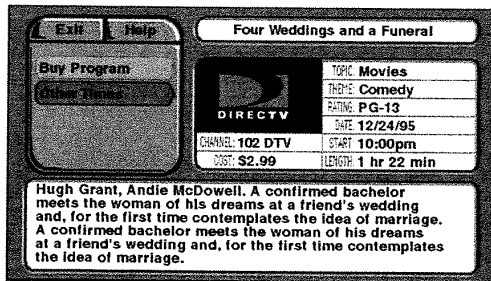 Exit Help
Four Weddings and a Funeral
Buy Program
Other Times
DIRECTV
TOPIC: Movies
THEME: Comedy
RATING: PG-13
DATE: 12/24/95
CHANNEL: 102 DTV
START 10:00pm
COST: $2.99
LENGTH: 1 hr 22 min
Hugh Grant, Andie McDowell. A confirmed bachelor
meets the woman of his dreams at a friend's wedding
and, for the first time contemplates the idea of marriage.
A confirmed bachelor meets the woman of his dreams
at a friend's wedding and, for the first time contemplates
the idea of marriage.